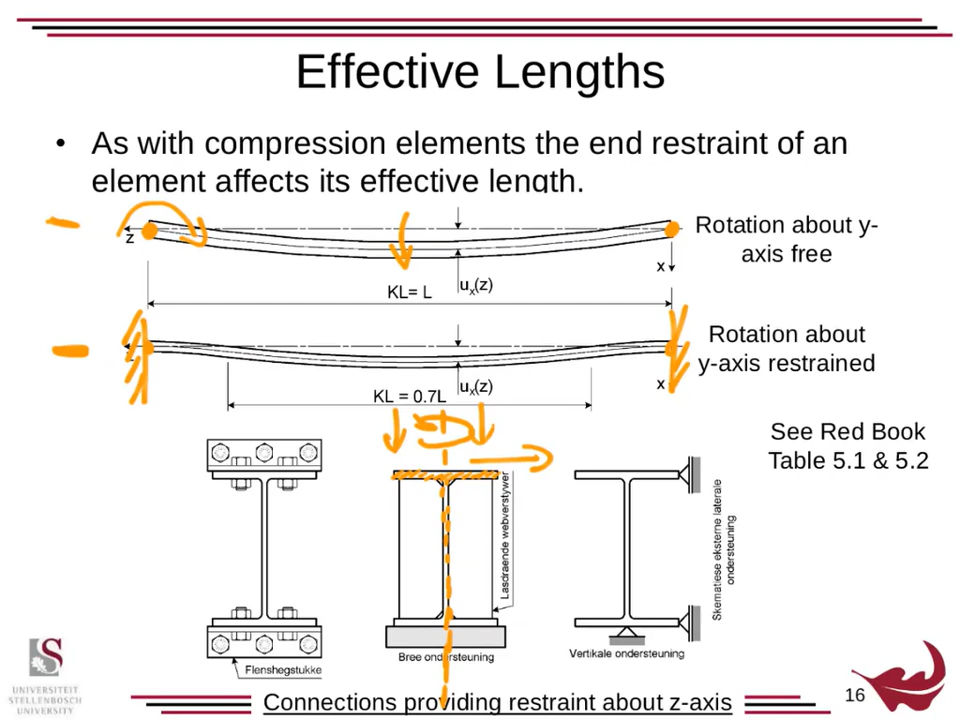 Effective Lengths
• As with compression elements the end restraint of an
element affects its effective length.
z
x
uₓ(z)
KL= L
Rotation about y-
axis free
x
uₓ(z)
KL = 0.7L
Rotation about
y-axis restrained
See Red Book
Table 5.1 & 5.2
Flenshegstukke
Lasdraende webverstywer
Bree ondersteuning
Vertikale ondersteuning
Skematiese eksterne laterale
ondersteuning
Connections providing restraint about z-axis
16
UNIVERSITEIT
STELLENBOSCH
UNIVERSITY